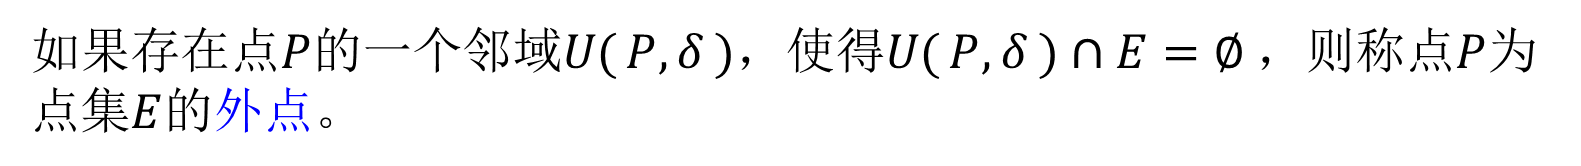 如果存在点P的一个邻域U( P, δ )，使得U( P, δ ) ∩ E = ∅ ，则称点P为
点集E的外点。